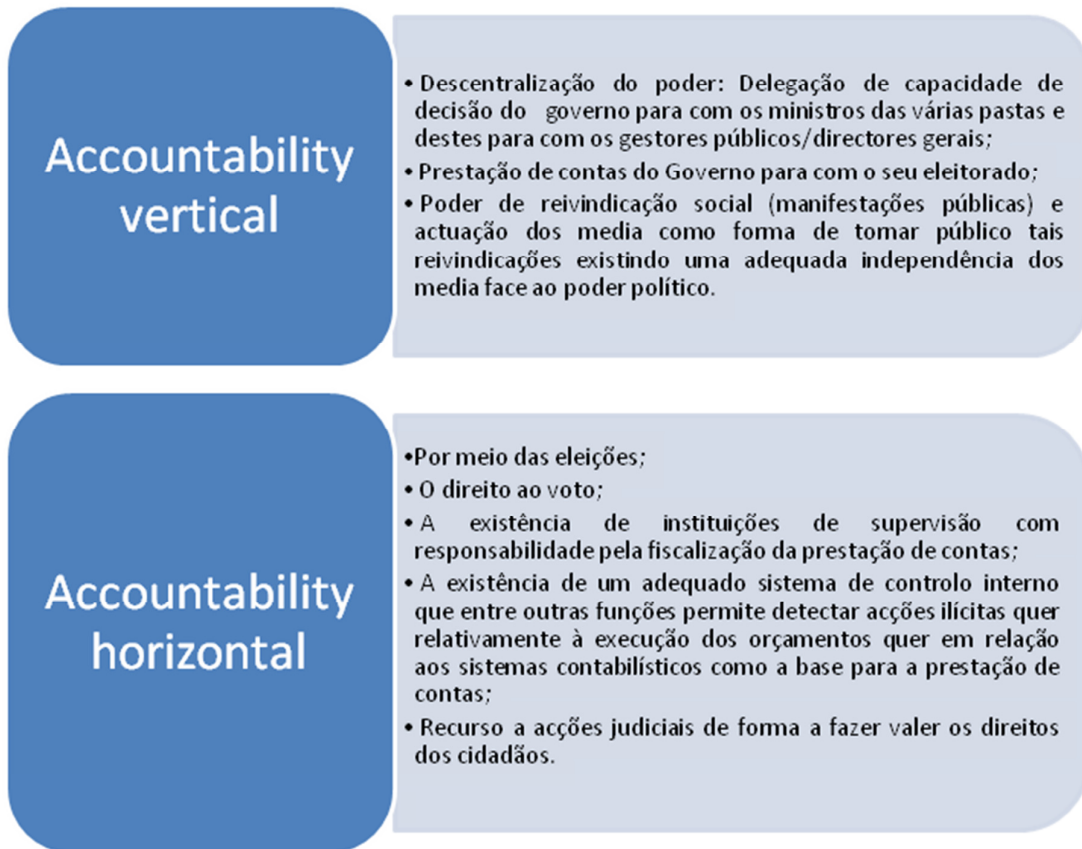 Accountability
vertical
• Descentralização do poder: Delegação de capacidade de
decisão do governo para com os ministros das várias pastas e
destes para com os gestores públicos/directores gerais;
• Prestação de contas do Governo para com o seu eleitorado;
• Poder de reivindicação social (manifestações públicas) e
actuação dos media como forma de tornar público tais
reivindicações existindo uma adequada independência dos
media face ao poder político.
Accountability
horizontal
•Por meio das eleições;
• O direito ao voto;
• A existência de instituições de supervisão com
responsabilidade pela fiscalização da prestação de contas;
• A existência de um adequado sistema de controlo interno
que entre outras funções permite detectar acções ilícitas quer
relativamente à execução dos orçamentos quer em relação
aos sistemas contabilísticos como a base para a prestação de
contas;
• Recurso a acções judiciais de forma a fazer valer os direitos
dos cidadãos.